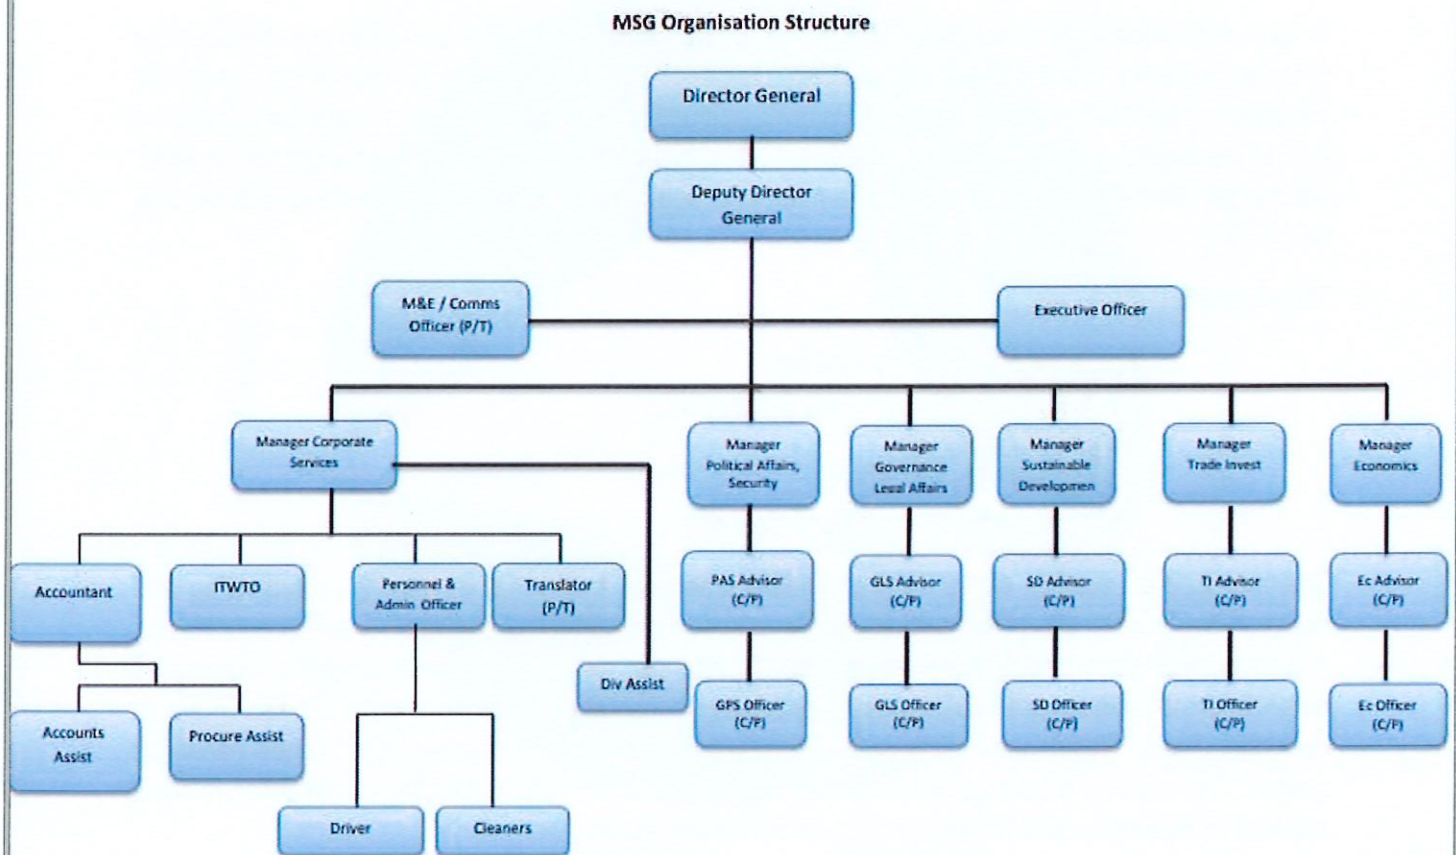 MSG Organisation Structure
Director General
Deputy Director
General
M&E / Comms
Officer (P/T)
Executive Officer
Manager Corporate
Services
Manager
Political Affairs,
Security
Manager
Governance
Legal Affairs
Manager
Sustainable
Developmen
Manager
Trade Invest
Manager
Economics
Accountant
ITWTO
Personnel &
Admin Officer
Translator
(P/T)
PAS Advisor
(C/P)
GLS Advisor
(C/P)
SD Advisor
(C/P)
TI Advisor
(C/P)
Ec Advisor
(C/P)
Div Assist
GPS Officer
(C/P)
GLS Officer
(C/P)
SD Officer
(C/P)
TI Officer
(C/P)
Ec Officer
(C/P)
Accounts
Assist
Procure Assist
Driver
Cleaners